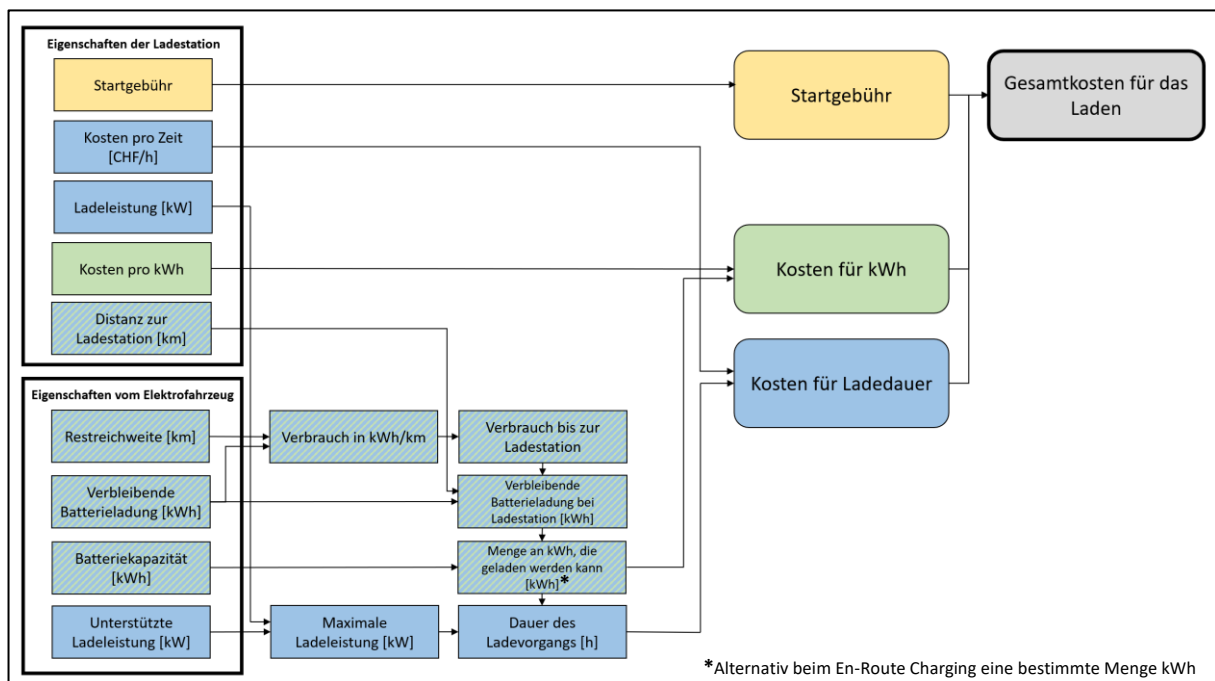 Eigenschaften der Ladestation
Startgebühr
Kosten pro Zeit
[CHF/h]
Ladeleistung [kW]
Kosten pro kWh
Distanz zur
Ladestation [km]
Eigenschaften vom Elektrofahrzeug
Restreichweite [km]
Verbleibende
Batterieladung [kWh]
Batteriekapazität
[kWh]
Unterstützte
Ladeleistung [kW]
Verbrauch in kWh/km
Maximale
Ladeleistung [kW]
Verbrauch bis zur
Ladestation
Verbleibende
Batterieladung bei
Ladestation [kWh]
Menge an kWh, die
geladen werden kann
[kWh]*
Dauer des
Ladevorgangs [h]
Startgebühr
Kosten für kWh
Kosten für Ladedauer
Gesamtkosten für das
Laden
*Alternativ beim En-Route Charging eine bestimmte Menge kWh